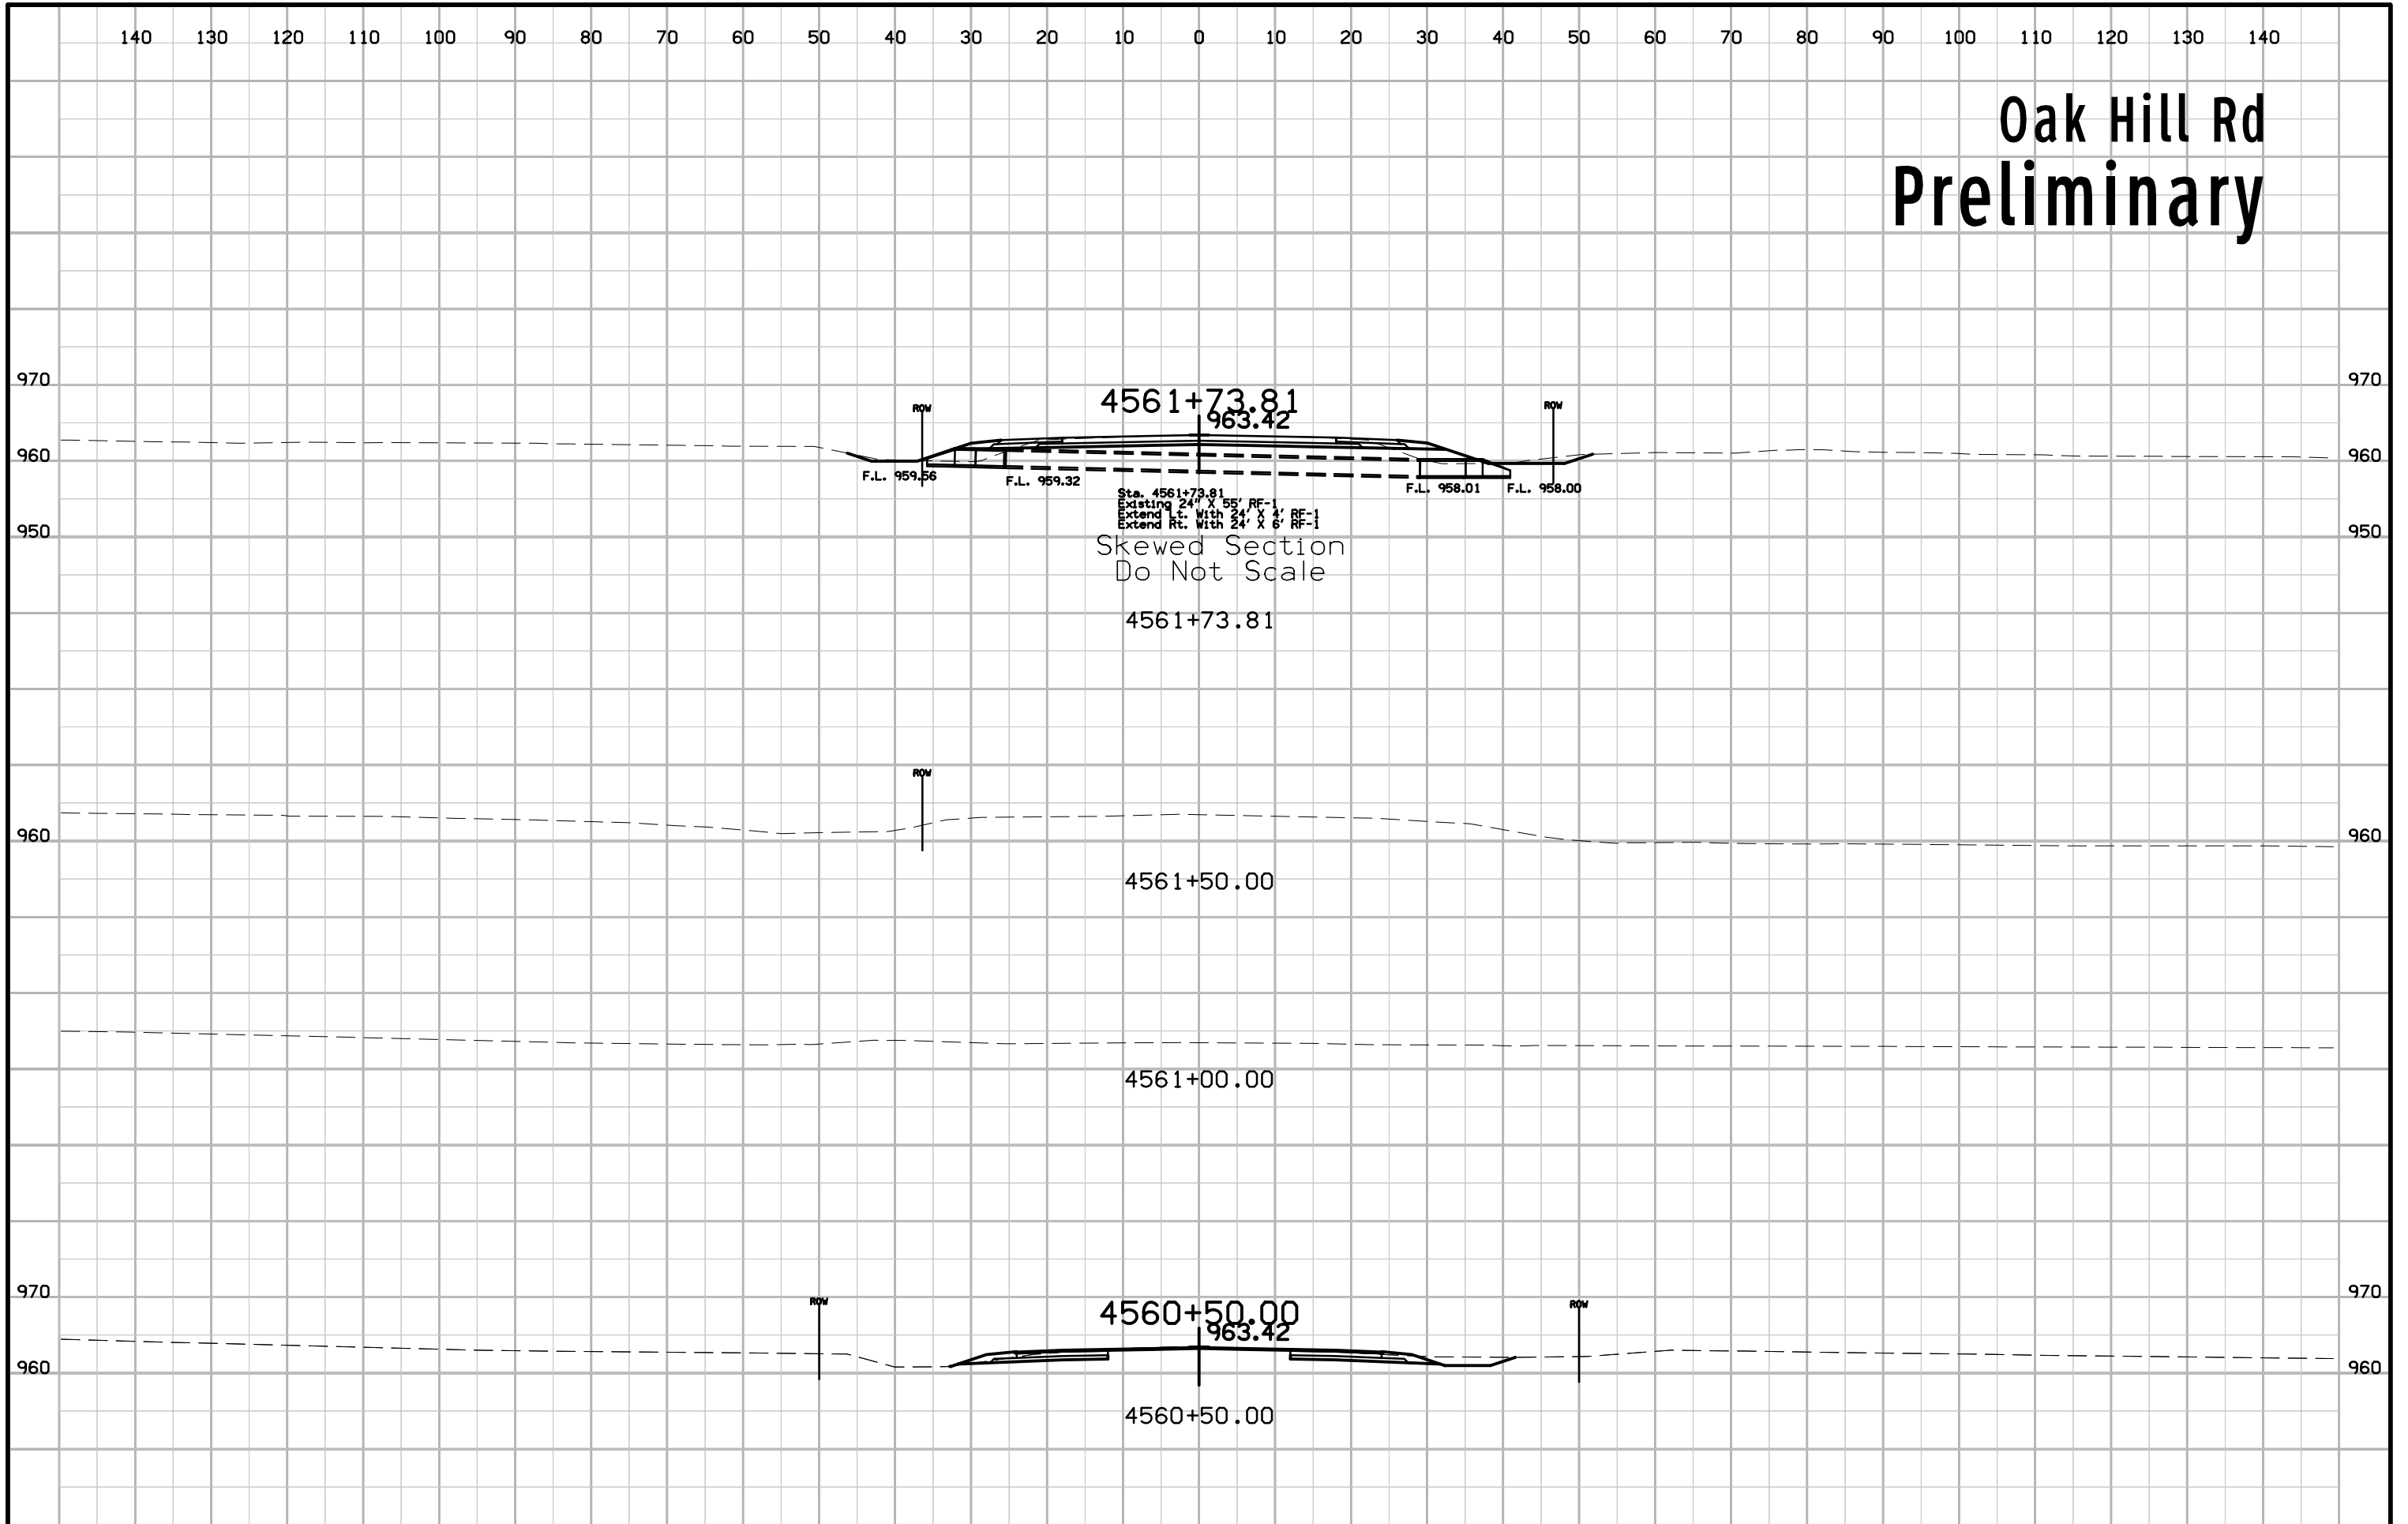 140 130 120 110 100 90 80 70 60 50 40 30 20 10 0 10 20 30 40 50 60 70 80 90 100 110 120 130 140
Oak Hill Rd
Preliminary
970 970
4561+73.81
ROW ROW
963.42
960 960
F.L. 959.56 F.L. 959.32 F.L. 958.01 F.L. 958.00
Sta. 4561+73.81
Existing 24" X 55' RF-1
Extend Lt. With 24' X 4' RF-1
Extend Rt. With 24' X 6' RF-1
950 950
Skewed Section
Do Not Scale
4561+73.81
ROW
960 960
4561+50.00
4561+00.00
970 970
ROW ROW
4560+50.00
963.42
960 960
4560+50.00